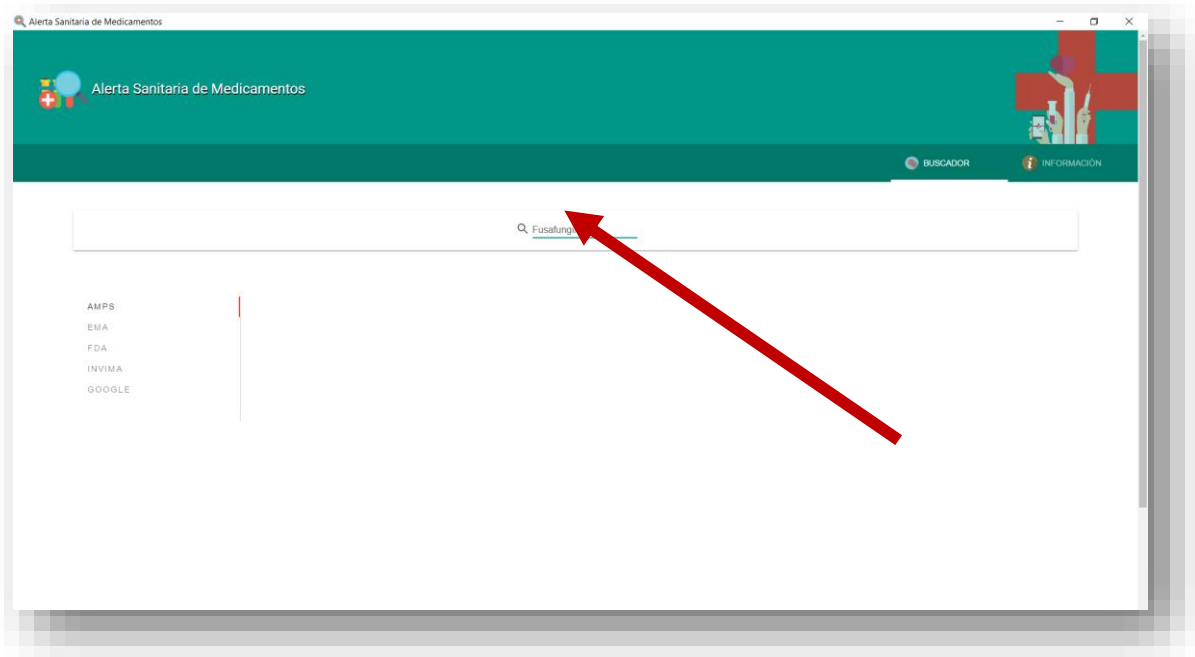 Alerta Sanitaria de Medicamentos
Alerta Sanitaria de Medicamentos
BUSCADOR
INFORMACIÓN
AMPS
EMA
FDA
INVIMA
GOOGLE